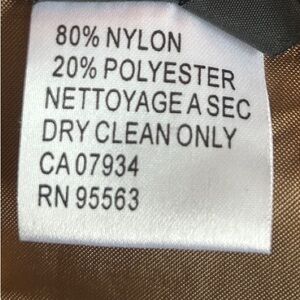 80% NYLON
20% POLYESTER
NETTOYAGE A SEC
DRY CLEAN ONLY
CA 07934
RN 95563